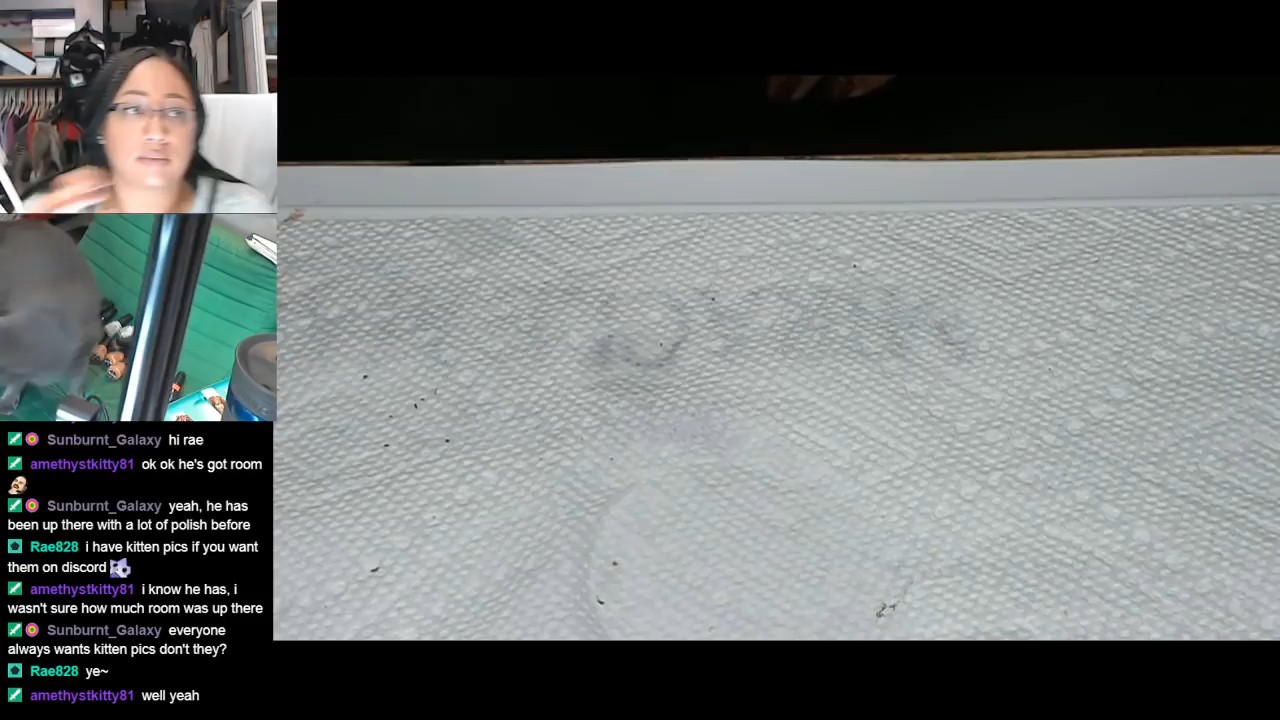 Sunburnt_Galaxy hi rae
amethystkitty81 ok ok he's got room
Sunburnt_Galaxy yeah, he has
been up there with a lot of polish before
Rae828 i have kitten pics if you want
them on discord
amethystkitty81 i know he has, i
wasn't sure how much room was up there
Sunburnt_Galaxy everyone
always wants kitten pics don't they?
Rae828 ye~
amethystkitty81 well yeah